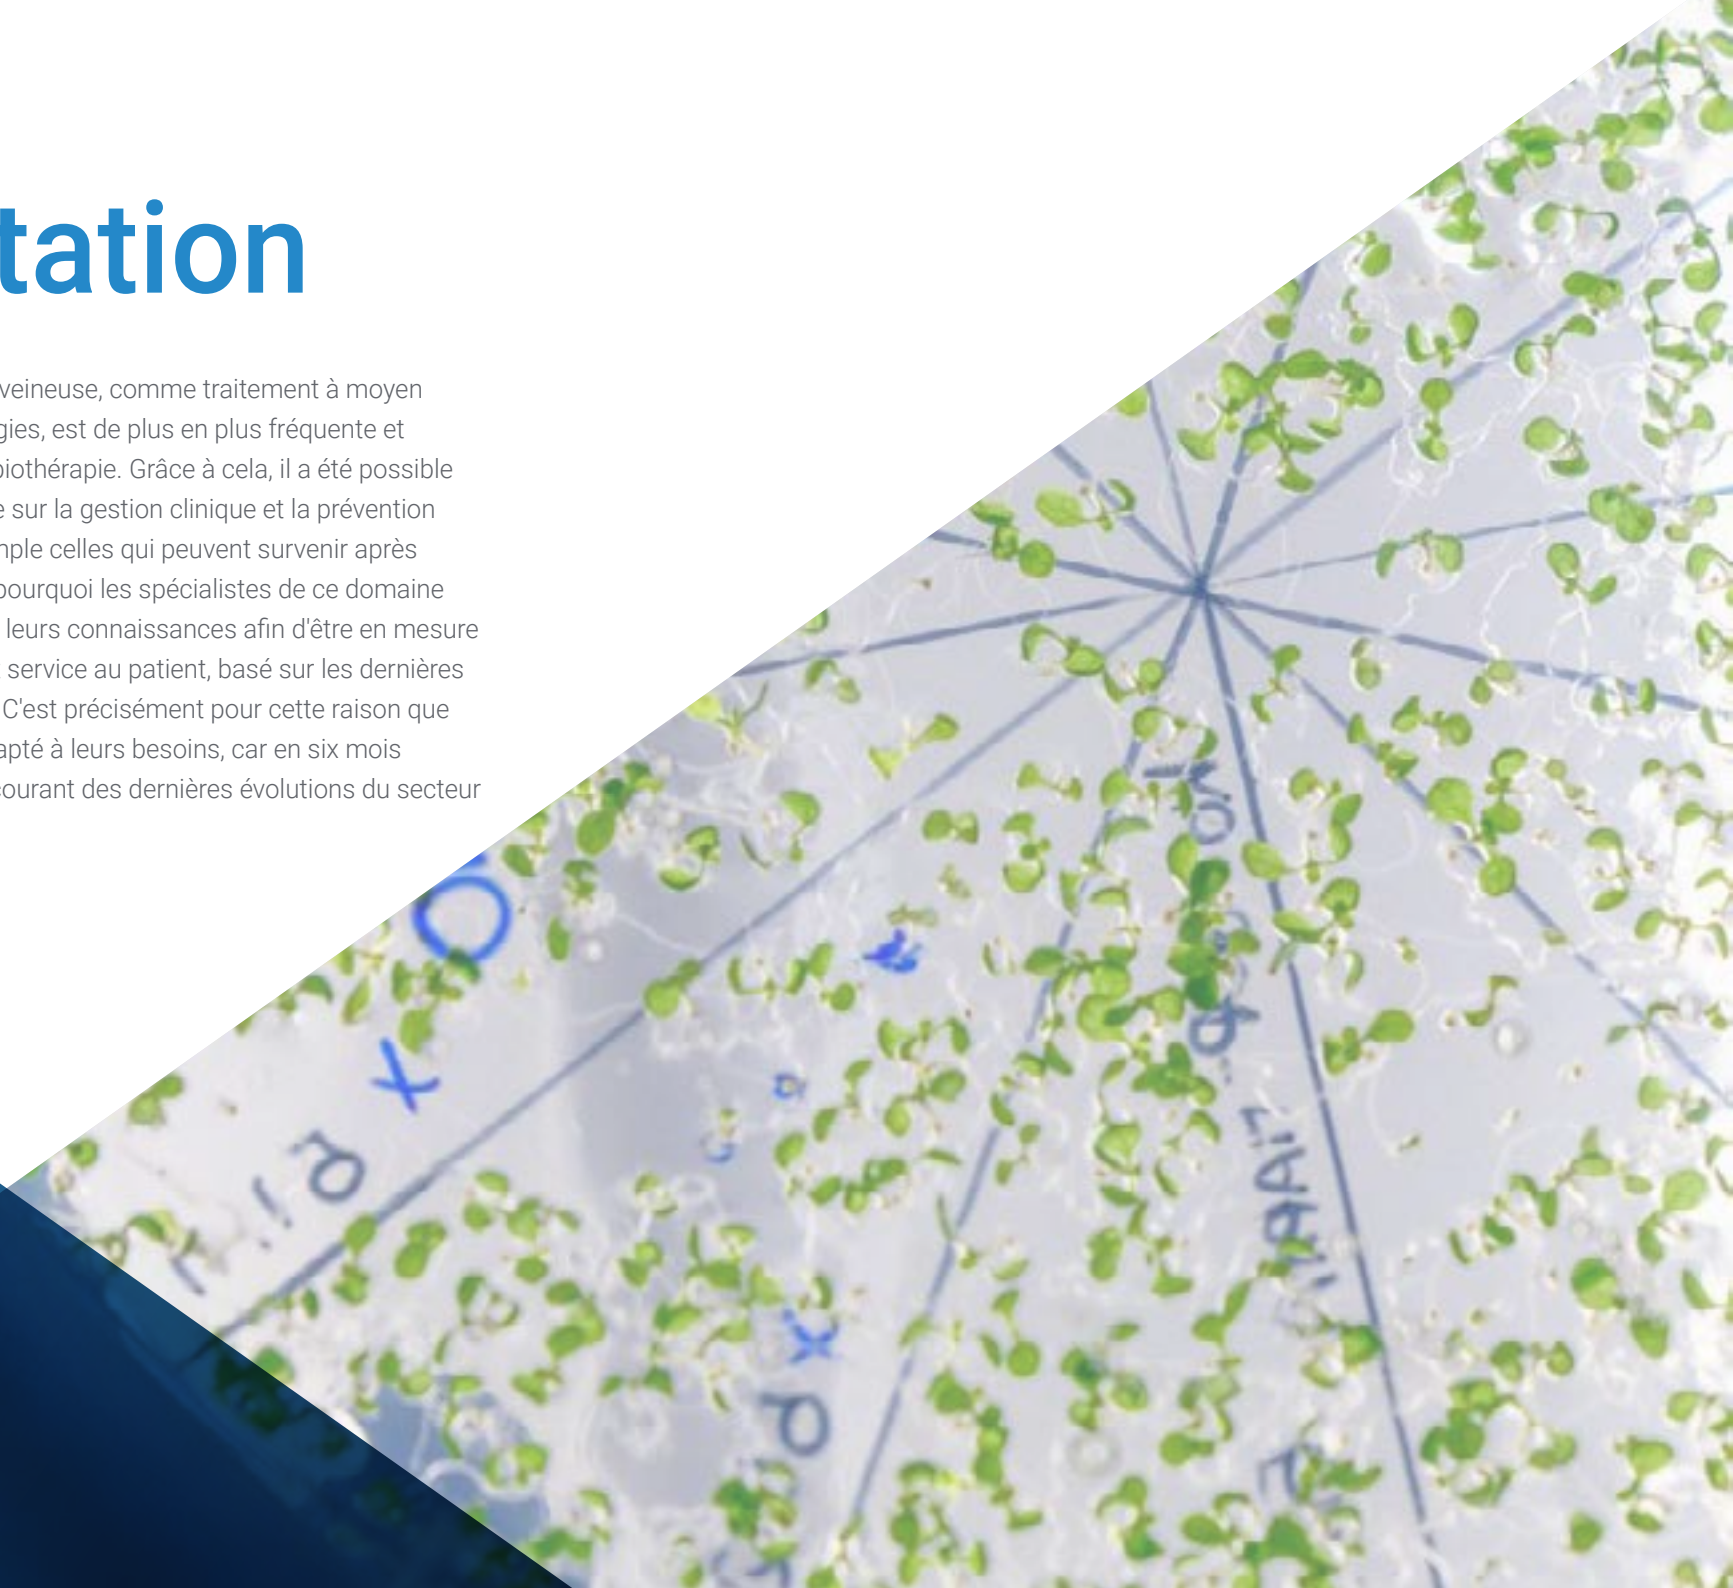 tation
veineuse, comme traitement à moyen
gies, est de plus en plus fréquente et
biothérapie. Grâce à cela, il a été possible
e sur la gestion clinique et la prévention
mple celles qui peuvent survenir après
pourquoi les spécialistes de ce domaine
leurs connaissances afin d'être en mesure
service au patient, basé sur les dernières
C'est précisément pour cette raison que
apté à leurs besoins, car en six mois
courant des dernières évolutions du secteur